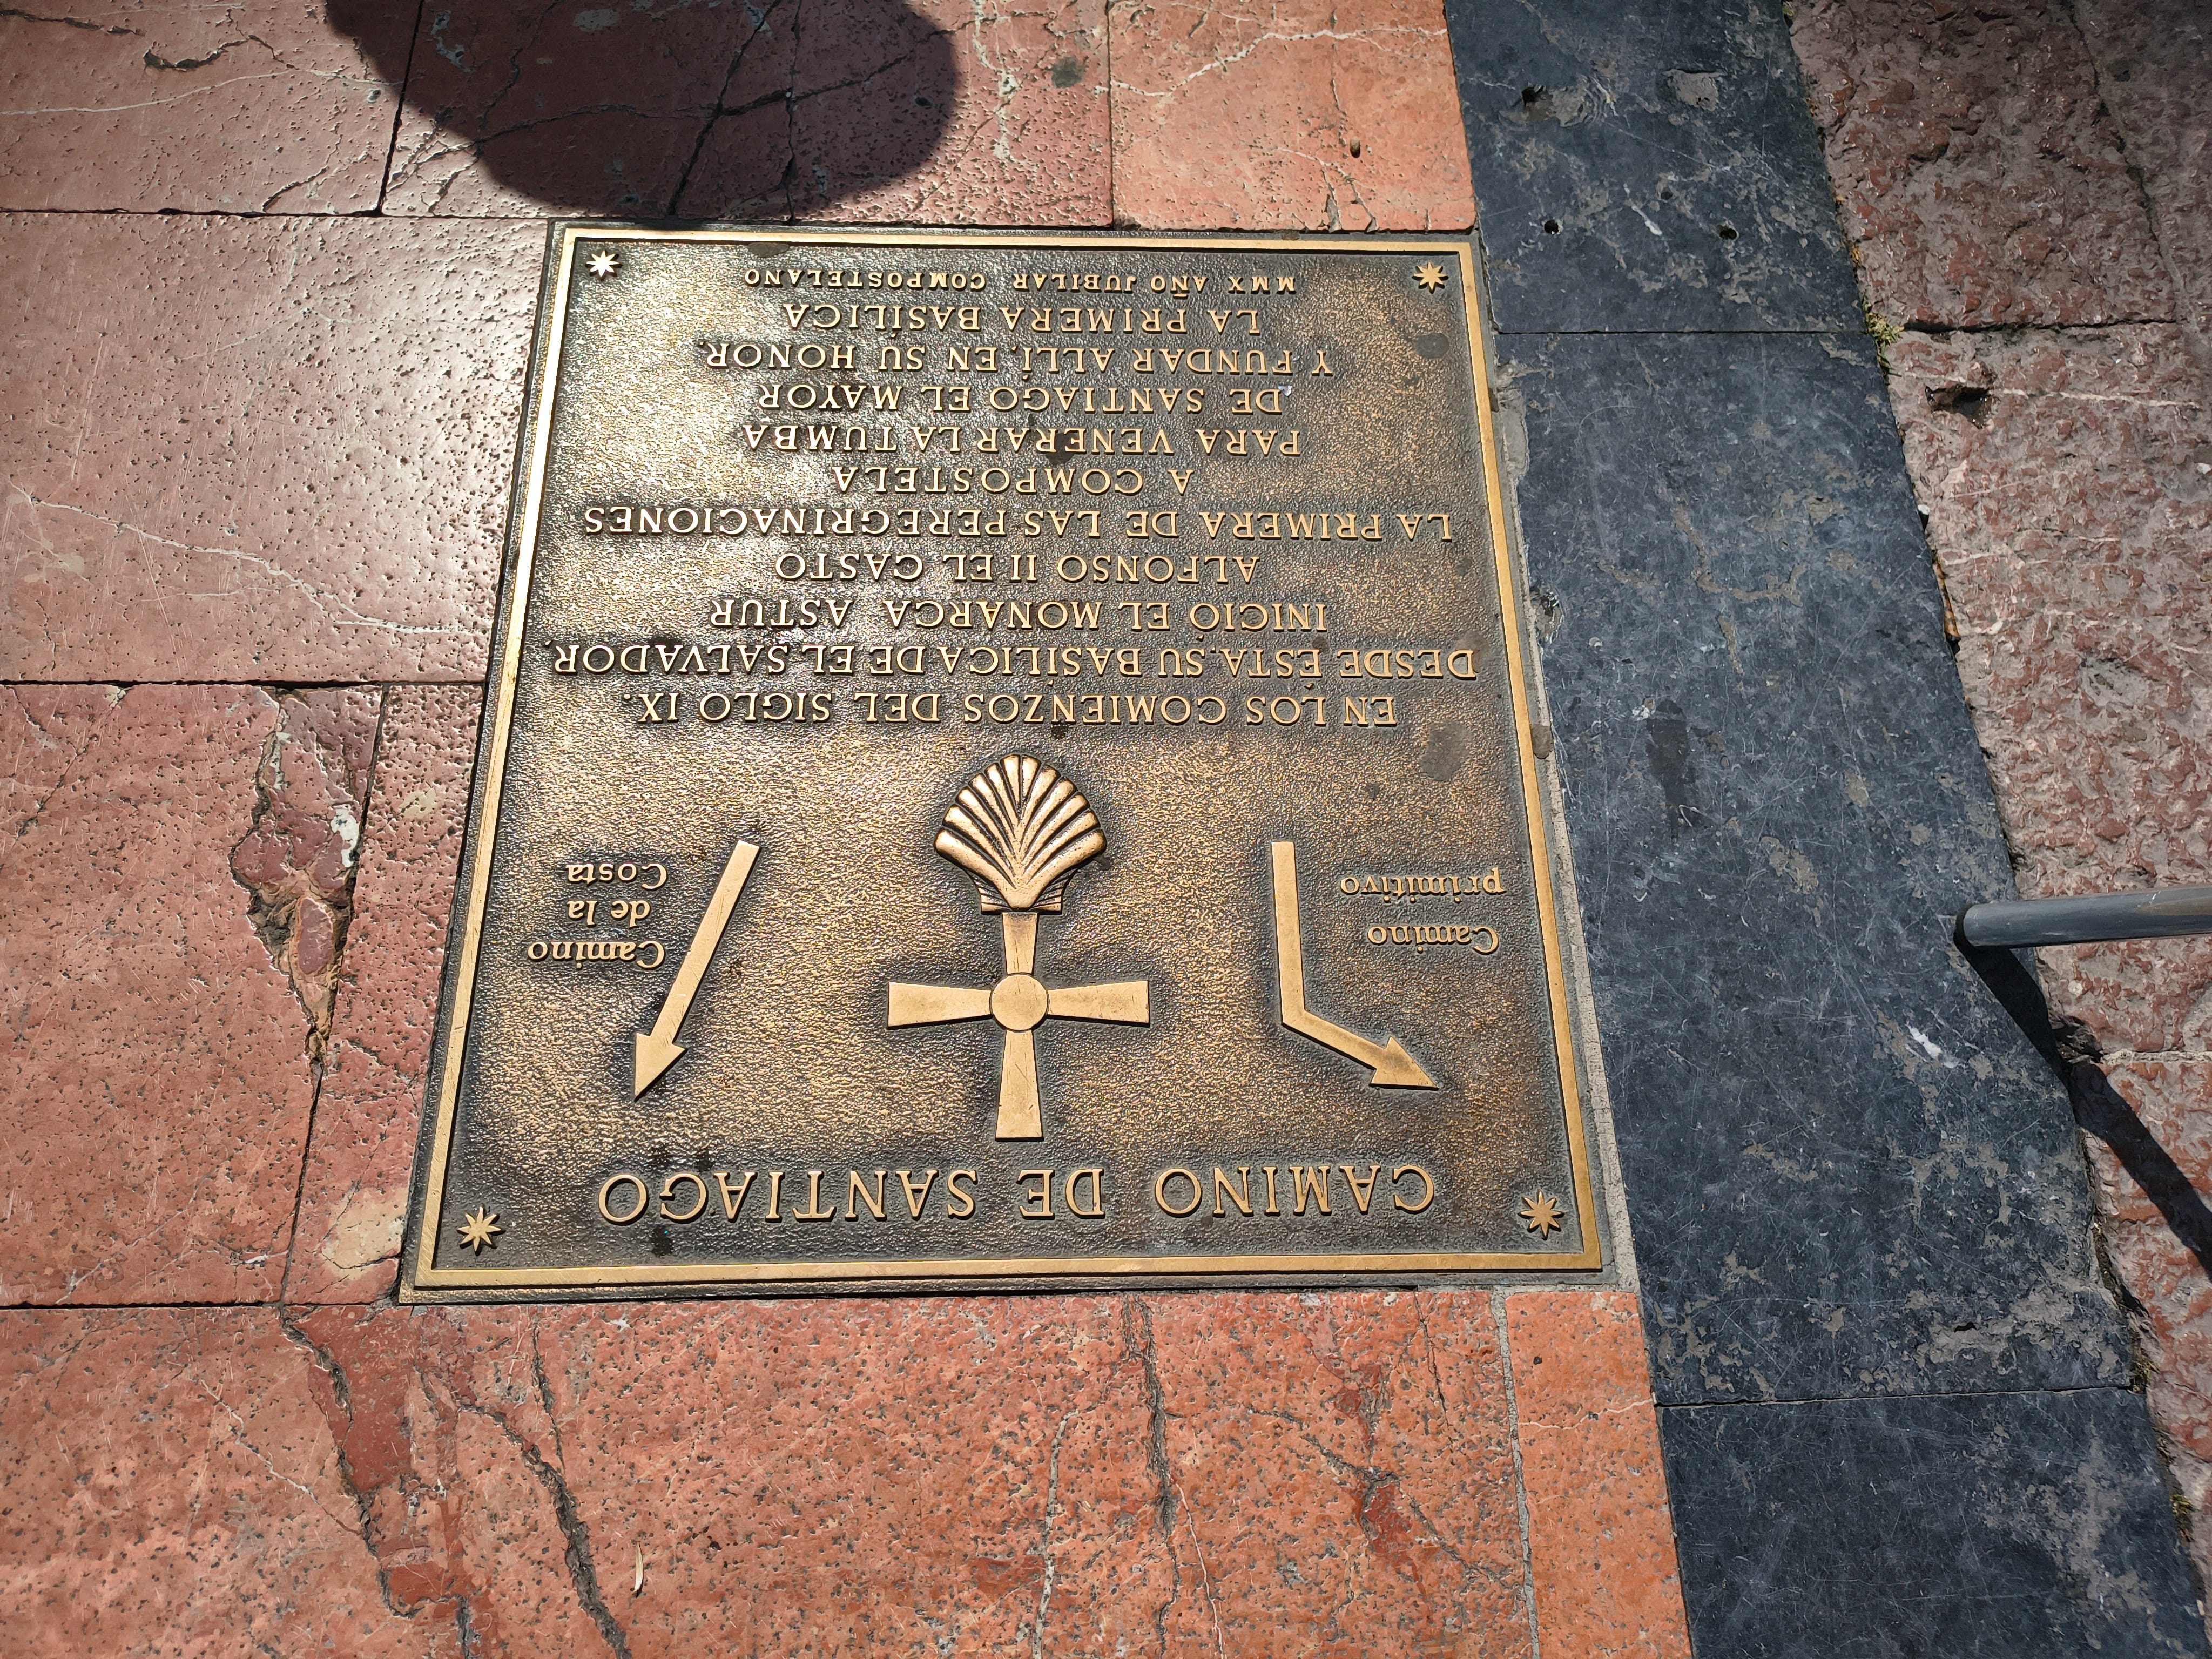 CAMINO DE SANTIAGO
Camino
primitivo
Camino
de la
Costa
EN LOS COMIENZOS DEL SIGLO IX.
DESDE ÉSTA. SU BASÍLICA DE EL SALVADOR.
INICIÓ EL MONARCA ASTUR
ALFONSO II EL CASTO
LA PRIMERA DE LAS PEREGRINACIONES
A COMPOSTELA
PARA VENERAR LA TUMBA
DE SANTIAGO EL MAYOR
Y FUNDAR ALLÍ. EN SU HONOR.
LA PRIMERA BASÍLICA
MMX AÑO JUBILAR COMPOSTELANO